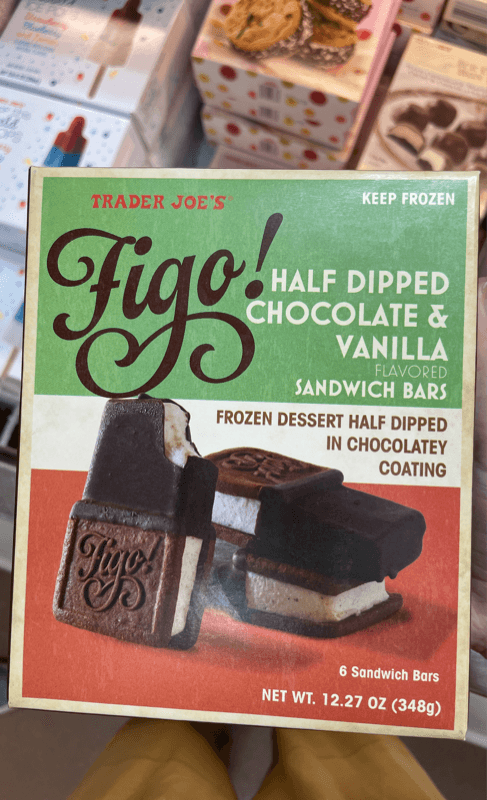 TRADER JOE'S®
KEEP FROZEN
Figo!
HALF DIPPED
CHOCOLATE &
VANILLA
FLAVORED
SANDWICH BARS
FROZEN DESSERT HALF DIPPED
IN CHOCOLATEY
COATING
Figo!
Figo!
6 Sandwich Bars
NET WT. 12.27 OZ (348g)